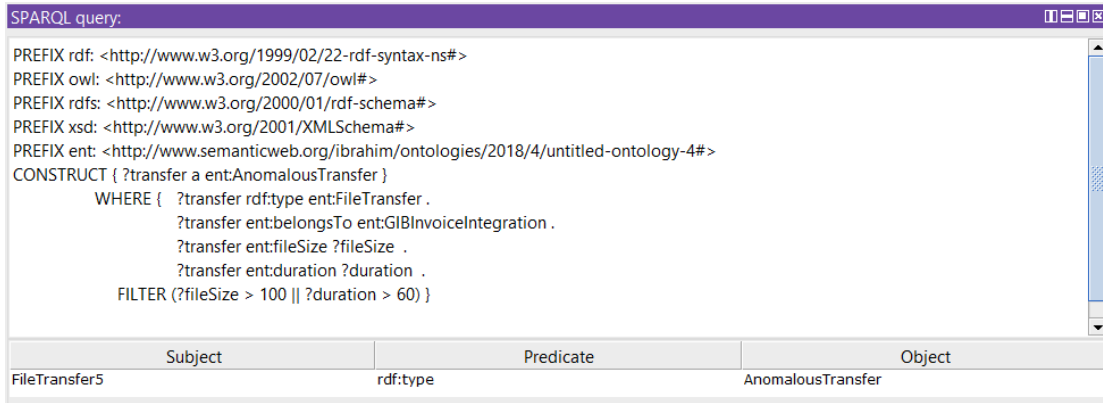 SPARQL query:
PREFIX rdf: <http://www.w3.org/1999/02/22-rdf-syntax-ns#>
PREFIX owl: <http://www.w3.org/2002/07/owl#>
PREFIX rdfs: <http://www.w3.org/2000/01/rdf-schema#>
PREFIX xsd: <http://www.w3.org/2001/XMLSchema#>
PREFIX ent: <http://www.semanticweb.org/ibrahim/ontologies/2018/4/untitled-ontology-4#>
CONSTRUCT { ?transfer a ent:AnomalousTransfer }
WHERE { ?transfer rdf:type ent:FileTransfer .
?transfer ent:belongsTo ent:GIBInvoiceIntegration .
?transfer ent:fileSize ?fileSize .
?transfer ent:duration ?duration .
FILTER (?fileSize > 100 || ?duration > 60) }
Subject Predicate Object
FileTransfer5 rdf:type AnomalousTransfer